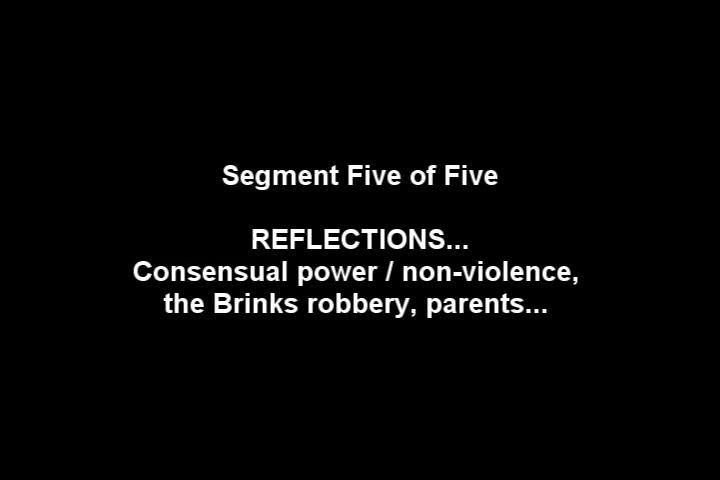 Segment Five of Five
REFLECTIONS...
Consensual power / non-violence,
the Brinks robbery, parents...